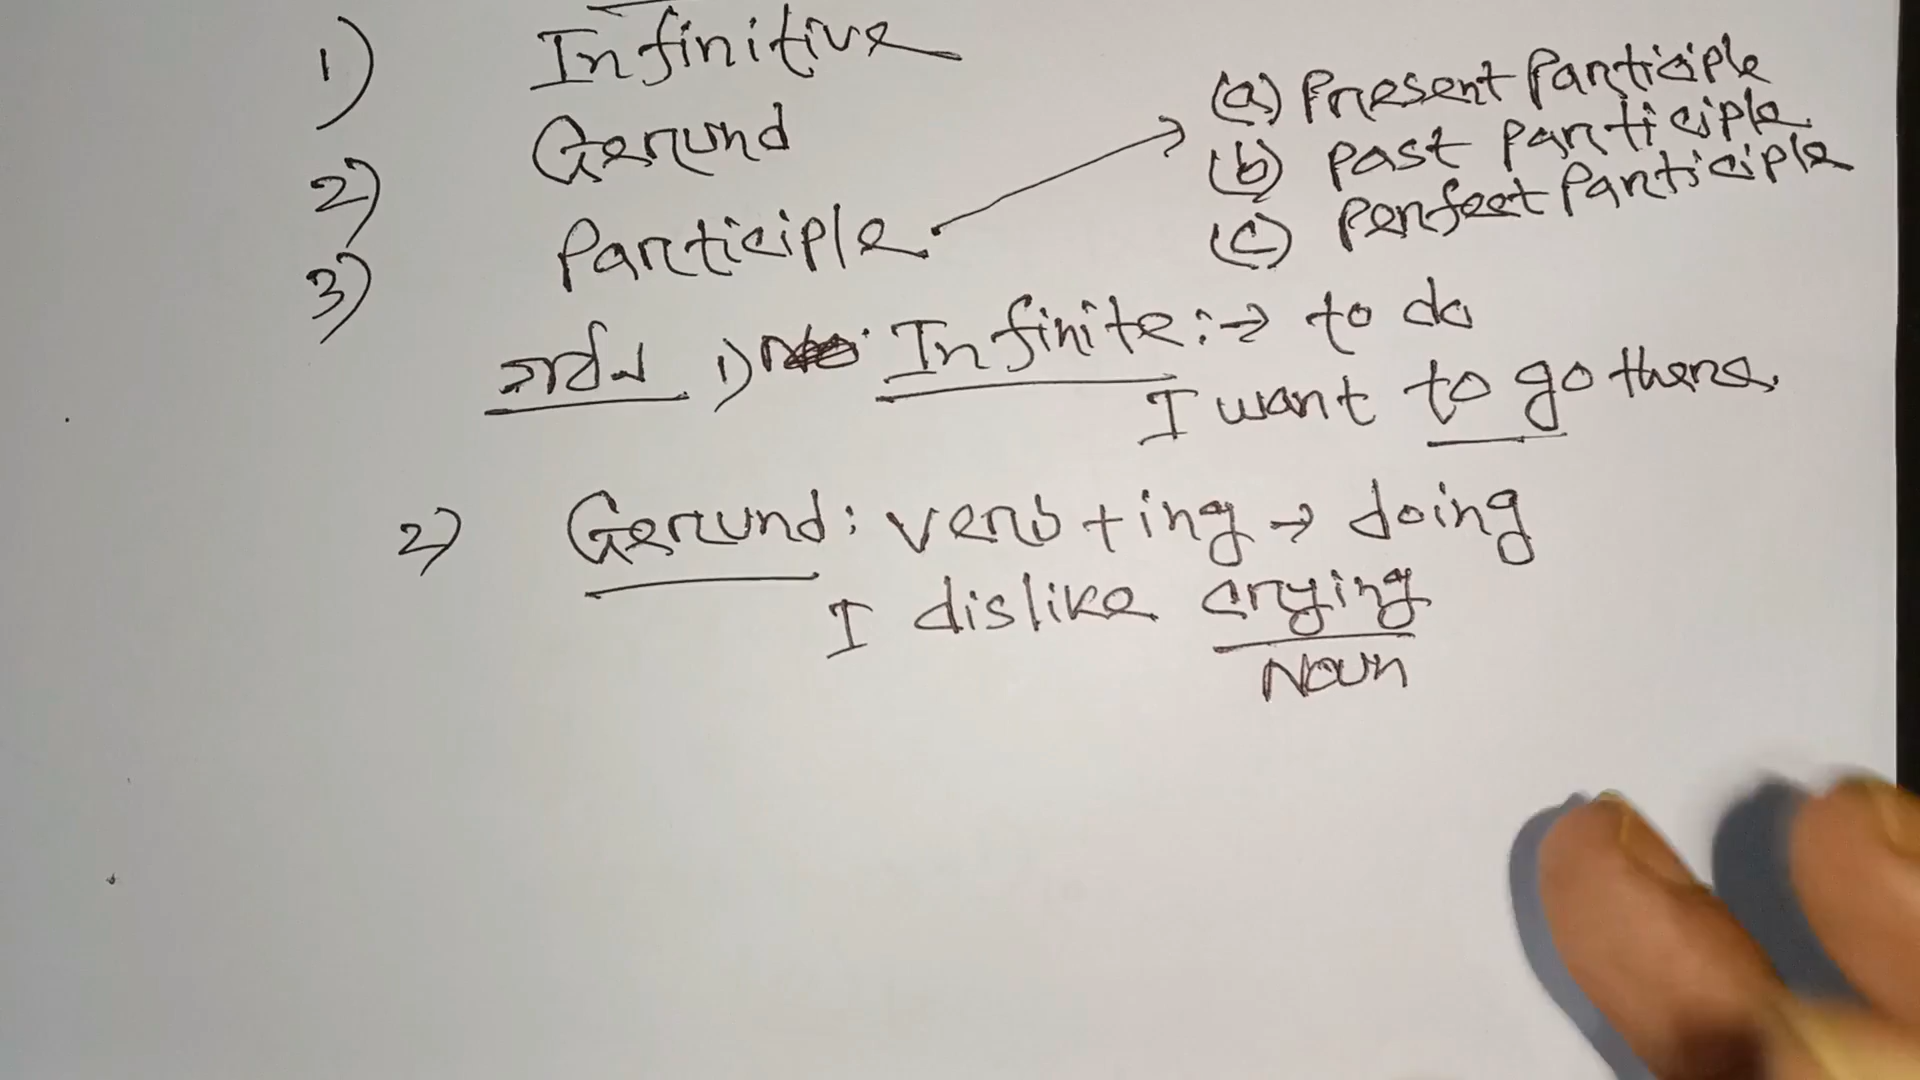 1) Infinitive
2) Gerund
3) Participle
(a) Present Participle
(b) past participle
(c) perfect Participle
গঠন 1) Infinite :→ to do
I want to go there.
2) Gerund : verb + ing → doing
I dislike crying
Noun